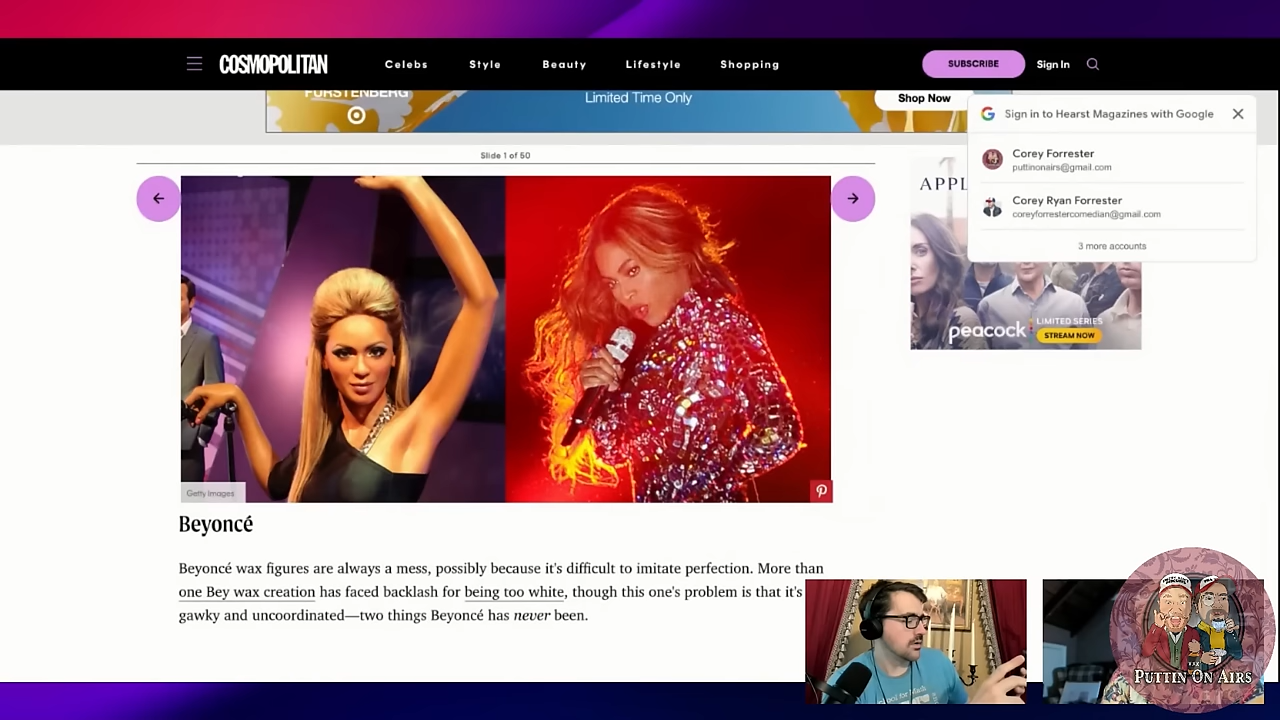 COSMOPOLITAN
Celebs
Style
Beauty
Lifestyle
Shopping
SUBSCRIBE
Sign In
FURSTENBERG
Limited Time Only
Shop Now
Sign in to Hearst Magazines with Google
Corey Forrester
puttinonairs@gmail.com
Corey Ryan Forrester
coreyforrestercomedian@gmail.com
3 more accounts
Slide 1 of 50
APPL
peacock
LIMITED SERIES
STREAM NOW
Getty Images
Beyoncé
Beyoncé wax figures are always a mess, possibly because it's difficult to imitate perfection. More than
one Bey wax creation has faced backlash for being too white, though this one's problem is that it's
gawky and uncoordinated—two things Beyoncé has never been.
PUTTIN' ON AIRS